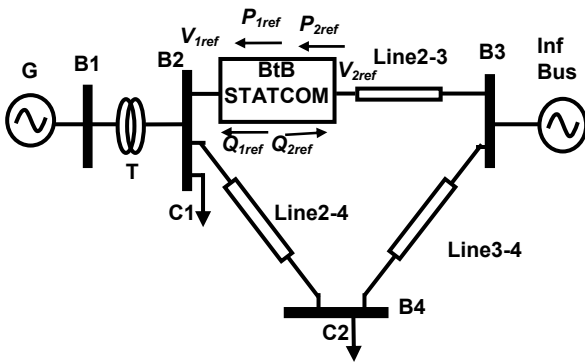 P1ref P2ref
V1ref
G B1 B2 BtB V2ref Line2-3 B3 Inf
Bus
STATCOM
Q1ref Q2ref
T
C1 Line2-4
Line3-4
B4
C2